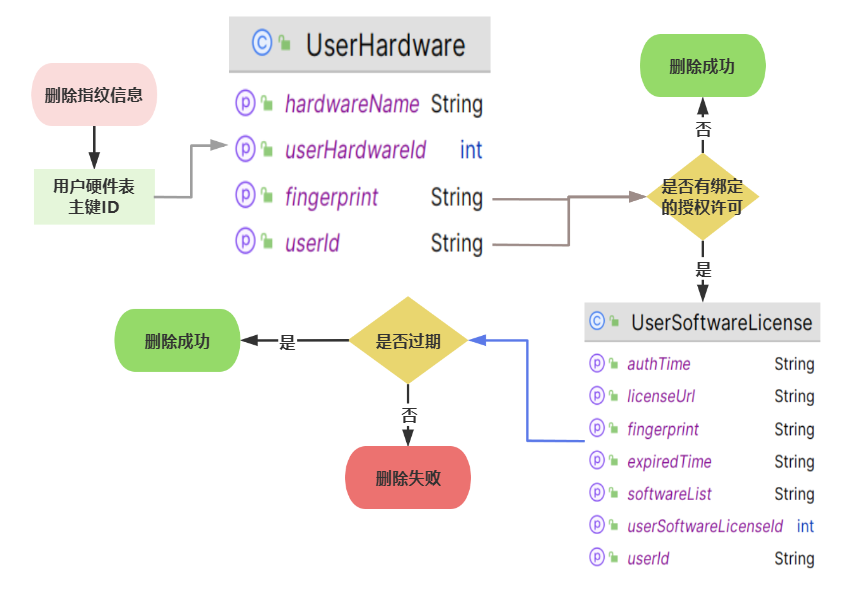 删除指纹信息
用户硬件表
主键ID
C UserHardware
p hardwareName String
p userHardwareId int
p fingerprint String
p userId String
删除成功
否
是否有绑定
的授权许可
是
C UserSoftwareLicense
p authTime String
p licenseUrl String
p fingerprint String
p expiredTime String
p softwareList String
p userSoftwareLicenseId int
p userId String
是否过期
是
删除成功
否
删除失败